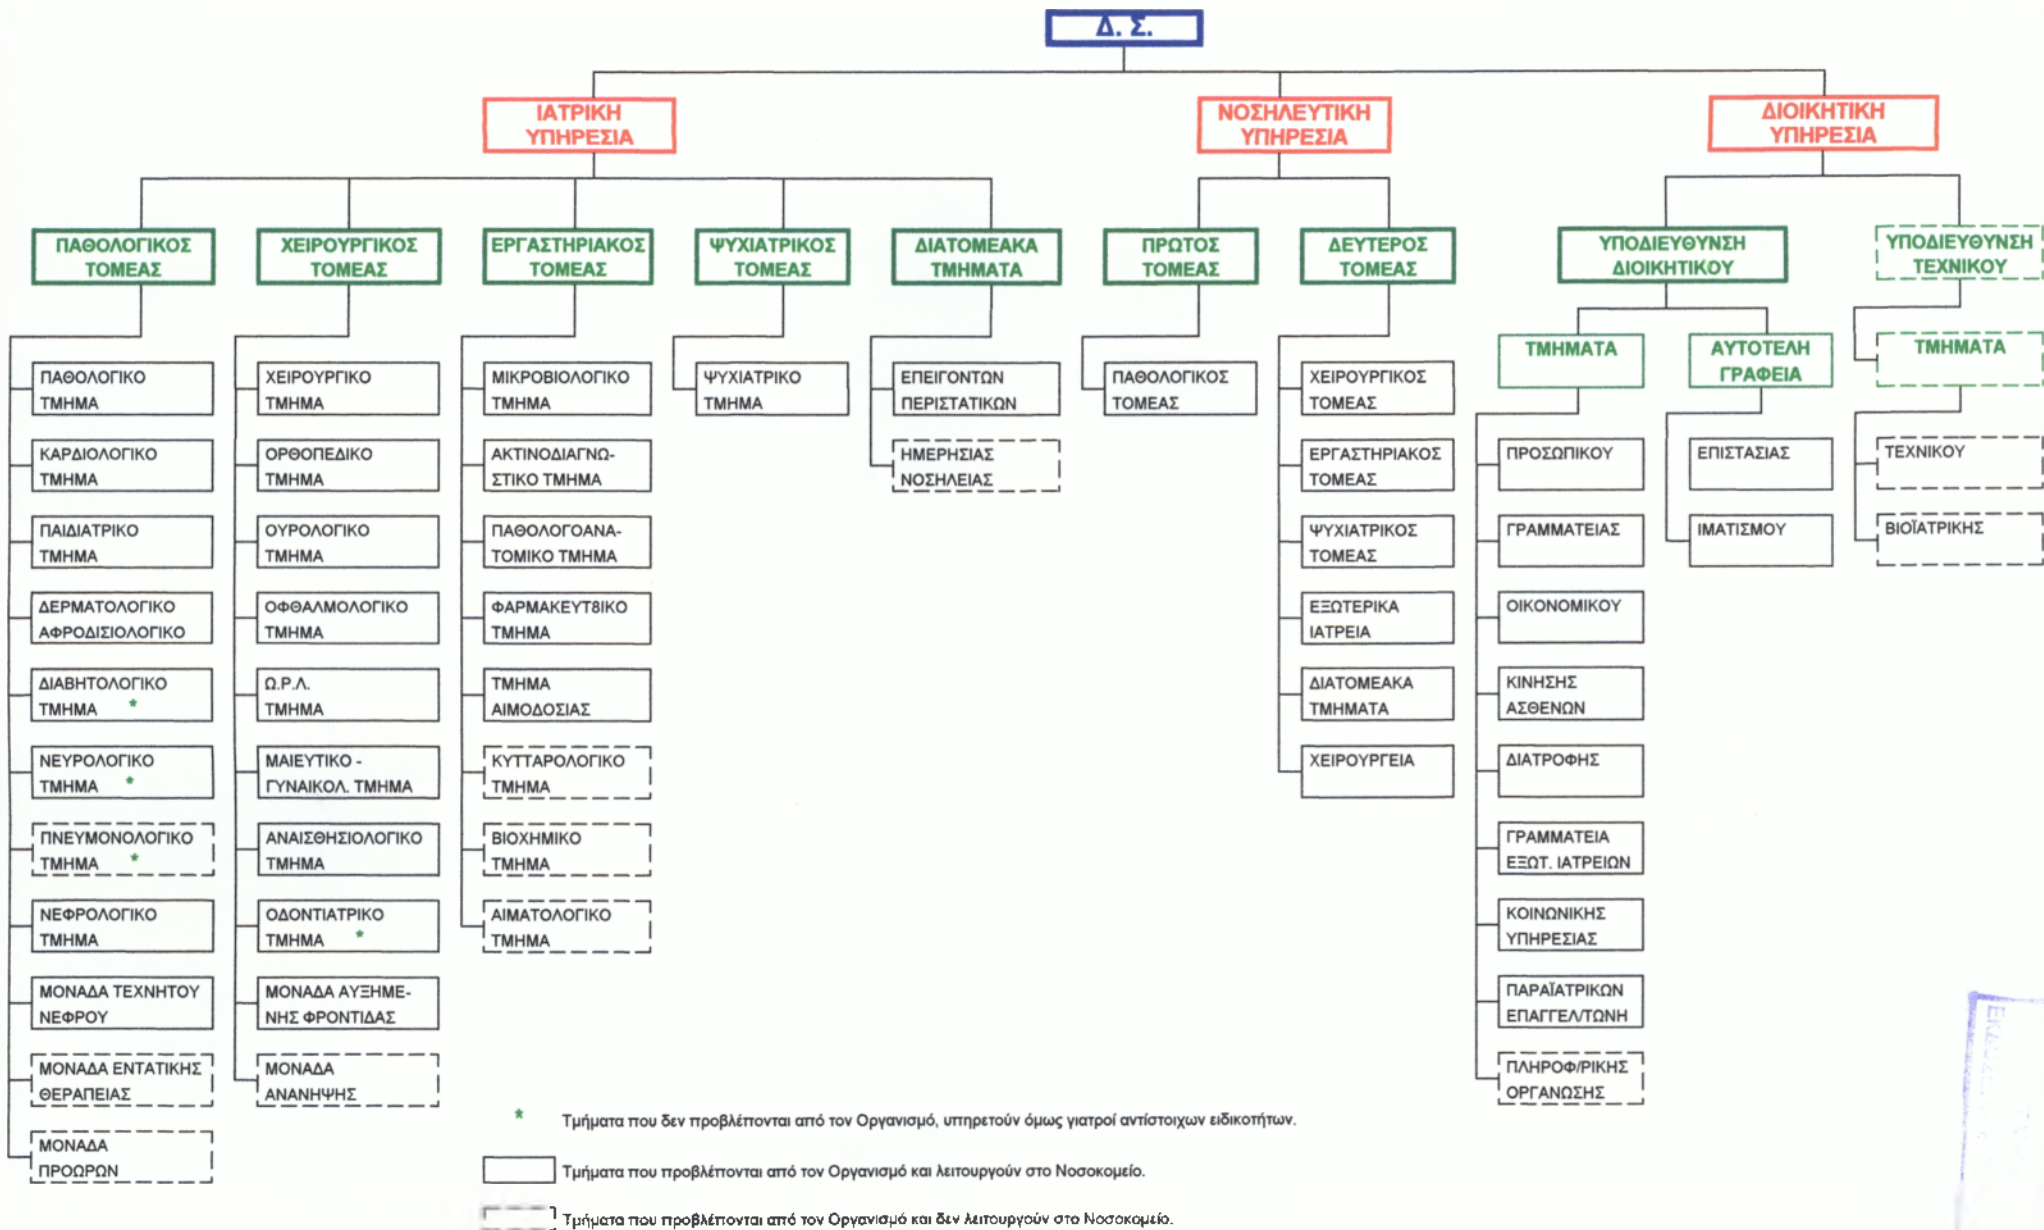 Δ. Σ.
ΙΑΤΡΙΚΗ
ΥΠΗΡΕΣΙΑ
ΝΟΣΗΛΕΥΤΙΚΗ
ΥΠΗΡΕΣΙΑ
ΔΙΟΙΚΗΤΙΚΗ
ΥΠΗΡΕΣΙΑ
ΠΑΘΟΛΟΓΙΚΟΣ
ΤΟΜΕΑΣ
ΧΕΙΡΟΥΡΓΙΚΟΣ
ΤΟΜΕΑΣ
ΕΡΓΑΣΤΗΡΙΑΚΟΣ
ΤΟΜΕΑΣ
ΨΥΧΙΑΤΡΙΚΟΣ
ΤΟΜΕΑΣ
ΔΙΑΤΟΜΕΑΚΑ
ΤΜΗΜΑΤΑ
ΠΡΩΤΟΣ
ΤΟΜΕΑΣ
ΔΕΥΤΕΡΟΣ
ΤΟΜΕΑΣ
ΥΠΟΔΙΕΥΘΥΝΣΗ
ΔΙΟΙΚΗΤΙΚΟΥ
ΥΠΟΔΙΕΥΘΥΝΣΗ
ΤΕΧΝΙΚΟΥ
ΠΑΘΟΛΟΓΙΚΟ
ΤΜΗΜΑ
ΚΑΡΔΙΟΛΟΓΙΚΟ
ΤΜΗΜΑ
ΠΑΙΔΙΑΤΡΙΚΟ
ΤΜΗΜΑ
ΔΕΡΜΑΤΟΛΟΓΙΚΟ
ΑΦΡΟΔΙΣΙΟΛΟΓΙΚΟ
ΔΙΑΒΗΤΟΛΟΓΙΚΟ
ΤΜΗΜΑ *
ΝΕΥΡΟΛΟΓΙΚΟ
ΤΜΗΜΑ *
ΠΝΕΥΜΟΝΟΛΟΓΙΚΟ
ΤΜΗΜΑ *
ΝΕΦΡΟΛΟΓΙΚΟ
ΤΜΗΜΑ
ΜΟΝΑΔΑ ΤΕΧΝΗΤΟΥ
ΝΕΦΡΟΥ
ΜΟΝΑΔΑ ΕΝΤΑΤΙΚΗΣ
ΘΕΡΑΠΕΙΑΣ
ΜΟΝΑΔΑ
ΠΡΟΩΡΩΝ
ΧΕΙΡΟΥΡΓΙΚΟ
ΤΜΗΜΑ
ΟΡΘΟΠΕΔΙΚΟ
ΤΜΗΜΑ
ΟΥΡΟΛΟΓΙΚΟ
ΤΜΗΜΑ
ΟΦΘΑΛΜΟΛΟΓΙΚΟ
ΤΜΗΜΑ
Ω.Ρ.Λ.
ΤΜΗΜΑ
ΜΑΙΕΥΤΙΚΟ -
ΓΥΝΑΙΚΟΛ. ΤΜΗΜΑ
ΑΝΑΙΣΘΗΣΙΟΛΟΓΙΚΟ
ΤΜΗΜΑ
ΟΔΟΝΤΙΑΤΡΙΚΟ
ΤΜΗΜΑ *
ΜΟΝΑΔΑ ΑΥΞΗΜΕ-
ΝΗΣ ΦΡΟΝΤΙΔΑΣ
ΜΟΝΑΔΑ
ΑΝΑΝΗΨΗΣ
ΜΙΚΡΟΒΙΟΛΟΓΙΚΟ
ΤΜΗΜΑ
ΑΚΤΙΝΟΔΙΑΓΝΩ-
ΣΤΙΚΟ ΤΜΗΜΑ
ΠΑΘΟΛΟΓΟΑΝΑ-
ΤΟΜΙΚΟ ΤΜΗΜΑ
ΦΑΡΜΑΚΕΥΤ8ΙΚΟ
ΤΜΗΜΑ
ΤΜΗΜΑ
ΑΙΜΟΔΟΣΙΑΣ
ΚΥΤΤΑΡΟΛΟΓΙΚΟ
ΤΜΗΜΑ
ΒΙΟΧΗΜΙΚΟ
ΤΜΗΜΑ
ΑΙΜΑΤΟΛΟΓΙΚΟ
ΤΜΗΜΑ
ΨΥΧΙΑΤΡΙΚΟ
ΤΜΗΜΑ
ΕΠΕΙΓΟΝΤΩΝ
ΠΕΡΙΣΤΑΤΙΚΩΝ
ΗΜΕΡΗΣΙΑΣ
ΝΟΣΗΛΕΙΑΣ
ΠΑΘΟΛΟΓΙΚΟΣ
ΤΟΜΕΑΣ
ΧΕΙΡΟΥΡΓΙΚΟΣ
ΤΟΜΕΑΣ
ΕΡΓΑΣΤΗΡΙΑΚΟΣ
ΤΟΜΕΑΣ
ΨΥΧΙΑΤΡΙΚΟΣ
ΤΟΜΕΑΣ
ΕΞΩΤΕΡΙΚΑ
ΙΑΤΡΕΙΑ
ΔΙΑΤΟΜΕΑΚΑ
ΤΜΗΜΑΤΑ
ΧΕΙΡΟΥΡΓΕΙΑ
ΤΜΗΜΑΤΑ
ΠΡΟΣΩΠΙΚΟΥ
ΓΡΑΜΜΑΤΕΙΑΣ
ΟΙΚΟΝΟΜΙΚΟΥ
ΚΙΝΗΣΗΣ
ΑΣΘΕΝΩΝ
ΔΙΑΤΡΟΦΗΣ
ΓΡΑΜΜΑΤΕΙΑ
ΕΞΩΤ. ΙΑΤΡΕΙΩΝ
ΚΟΙΝΩΝΙΚΗΣ
ΥΠΗΡΕΣΙΑΣ
ΠΑΡΑΪΑΤΡΙΚΩΝ
ΕΠΑΓΓΕΛ/ΤΩΝΗ
ΠΛΗΡΟΦ/ΡΙΚΗΣ
ΟΡΓΑΝΩΣΗΣ
ΑΥΤΟΤΕΛΗ
ΓΡΑΦΕΙΑ
ΕΠΙΣΤΑΣΙΑΣ
ΙΜΑΤΙΣΜΟΥ
ΤΜΗΜΑΤΑ
ΤΕΧΝΙΚΟΥ
ΒΙΟΪΑΤΡΙΚΗΣ
* Τμήματα που δεν προβλέπονται από τον Οργανισμό, υπηρετούν όμως γιατροί αντίστοιχων ειδικοτήτων.
Τμήματα που προβλέπονται από τον Οργανισμό και λειτουργούν στο Νοσοκομείο.
Τμήματα που προβλέπονται από τον Οργανισμό και δεν λειτουργούν στο Νοσοκομείο.